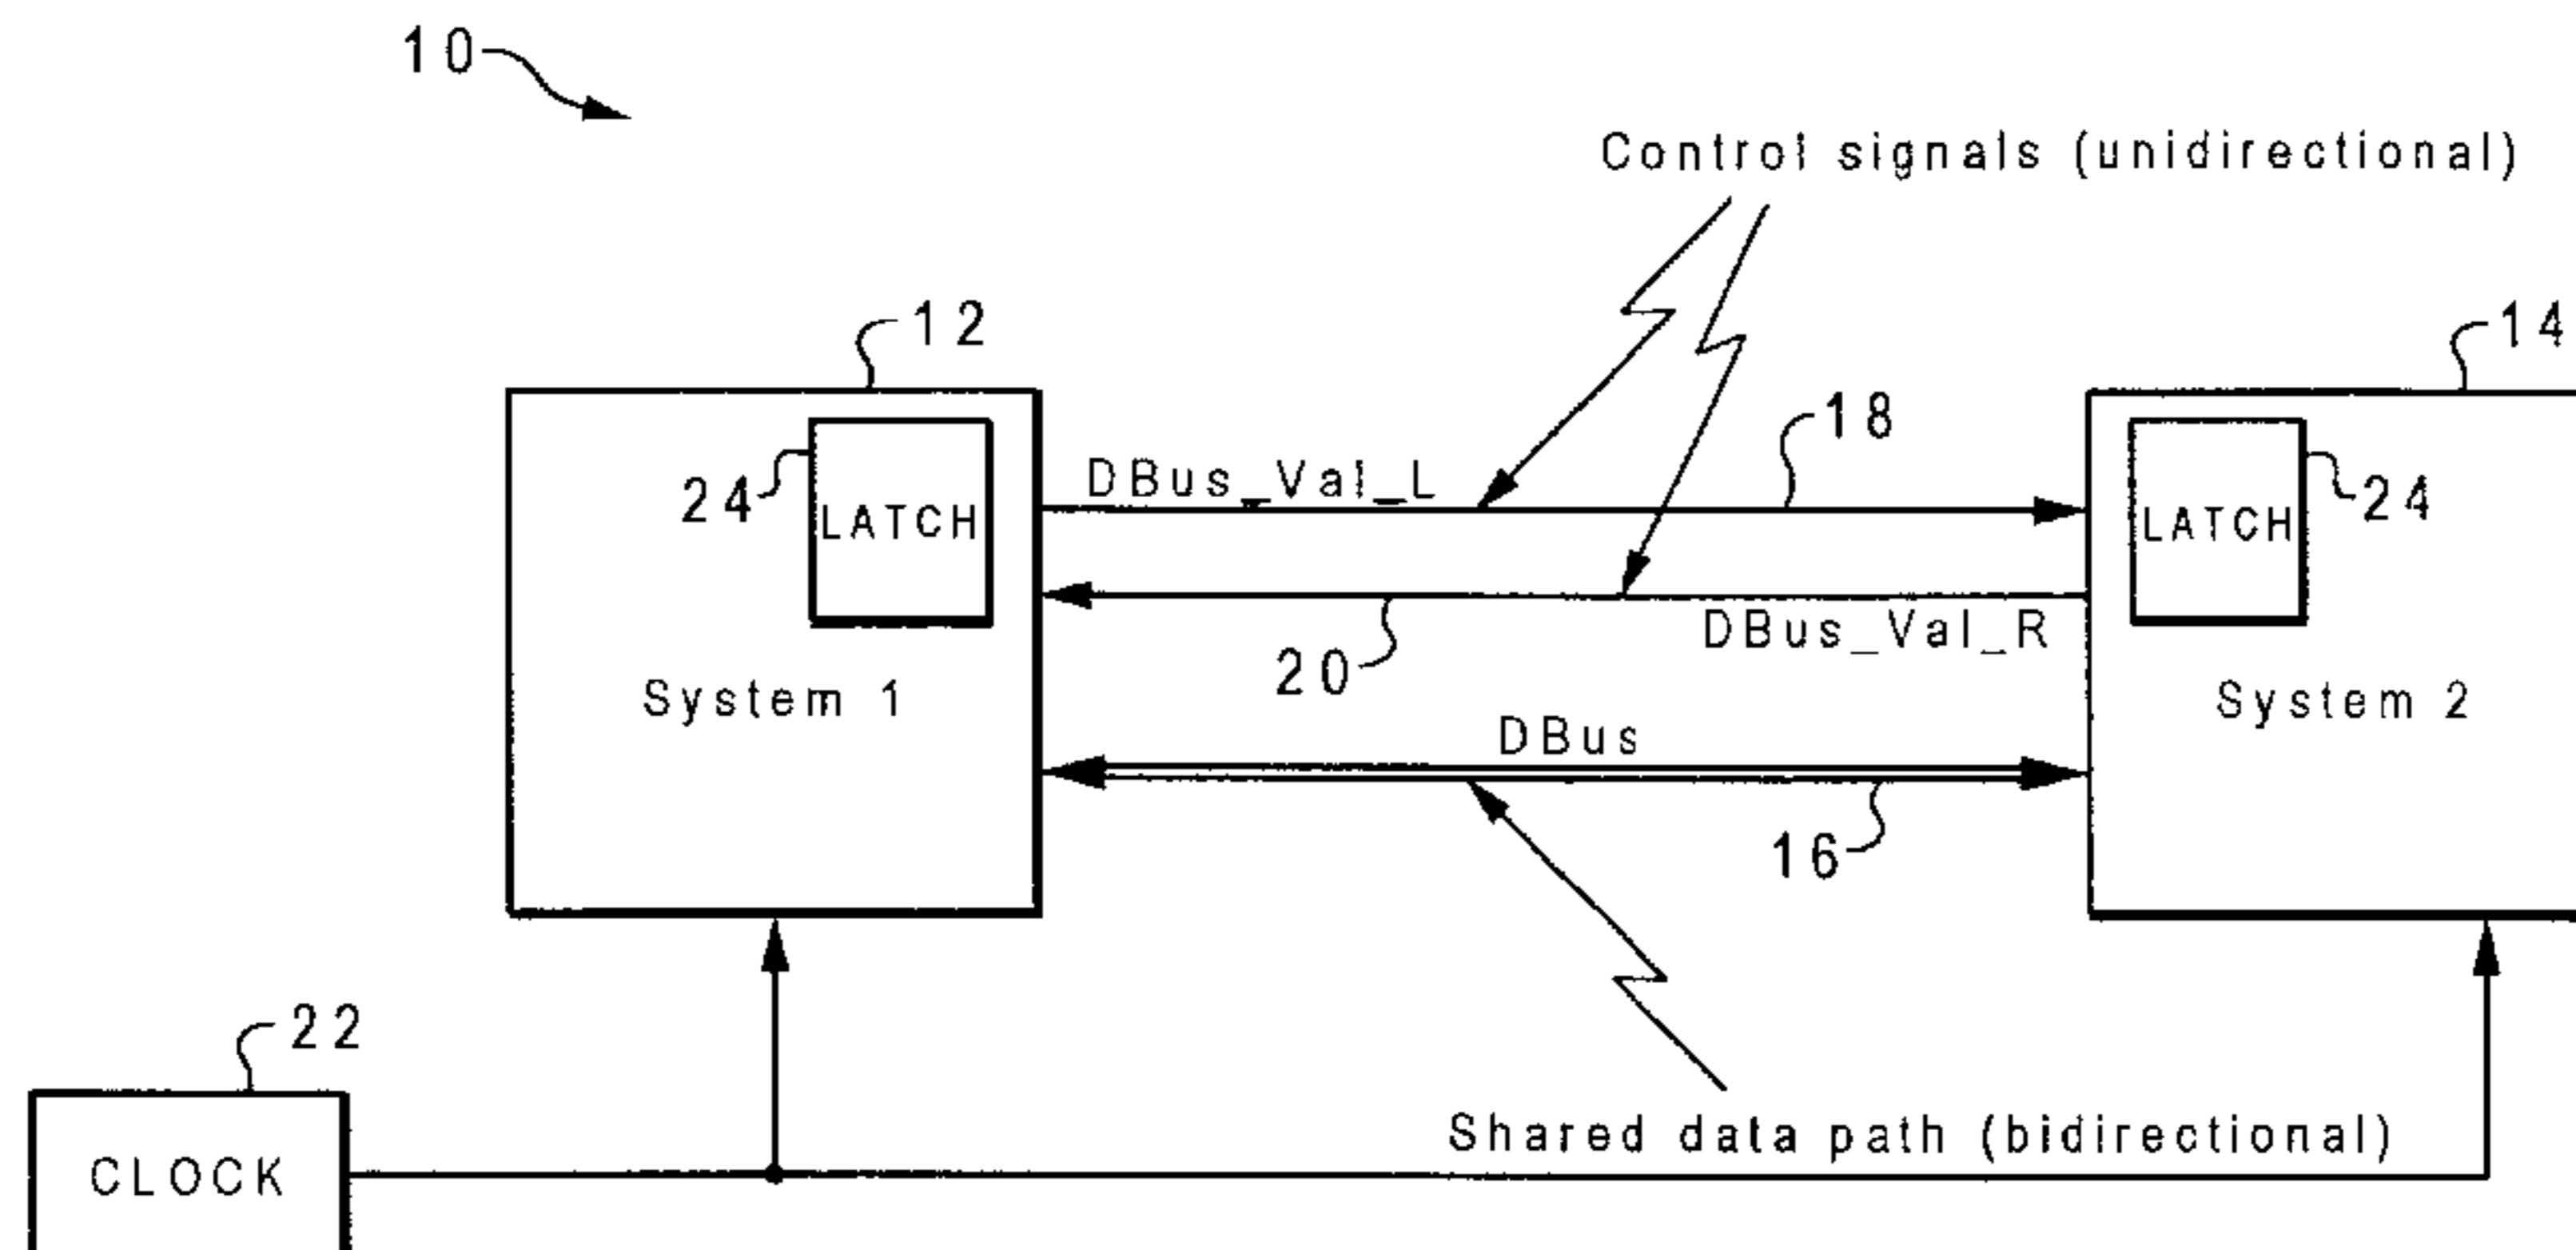 10
Control signals (unidirectional)
12
14
18
DBus_Val_L
24
LATCH
LATCH
24
DBus_Val_R
20
System 1
System 2
DBus
16
22
Shared data path (bidirectional)
CLOCK